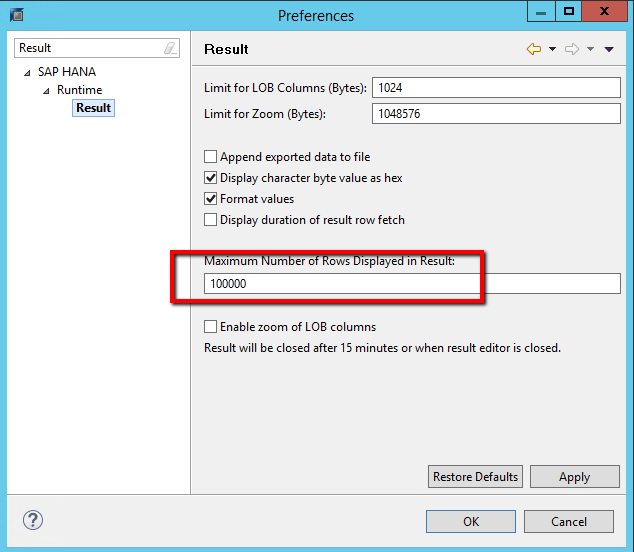 Preferences
Result
Result
SAP HANA
Runtime
Result
Limit for LOB Columns (Bytes): 1024
Limit for Zoom (Bytes): 1048576
Append exported data to file
Display character byte value as hex
Format values
Display duration of result row fetch
Maximum Number of Rows Displayed in Result:
100000
Enable zoom of LOB columns
Result will be closed after 15 minutes or when result editor is closed.
Restore Defaults Apply
? OK Cancel